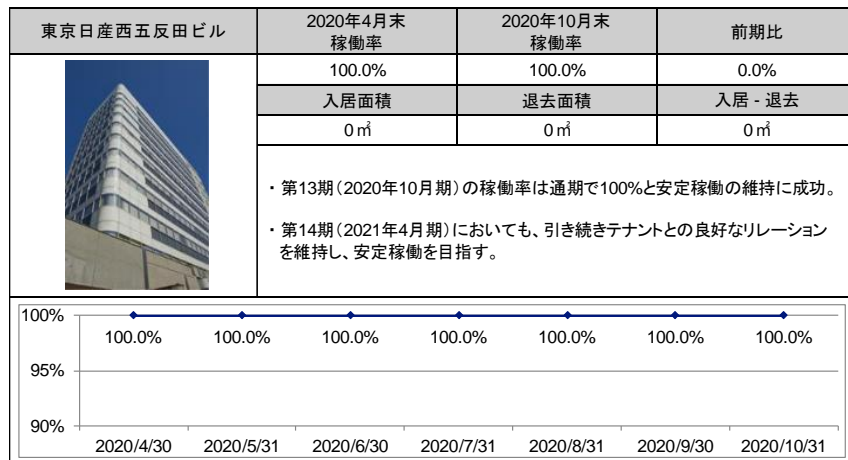 東京日産西五反田ビル
2020年4月末
稼働率
2020年10月末
稼働率
前期比
100.0%
100.0%
0.0%
入居面積
退去面積
入居 - 退去
0㎡
0㎡
0㎡
・第13期(2020年10月期)の稼働率は通期で100%と安定稼働の維持に成功。
・第14期(2021年4月期)においても、引き続きテナントとの良好なリレーション
を維持し、安定稼働を目指す。
100%
95%
90%
100.0%
100.0%
100.0%
100.0%
100.0%
100.0%
100.0%
2020/4/30
2020/5/31
2020/6/30
2020/7/31
2020/8/31
2020/9/30
2020/10/31